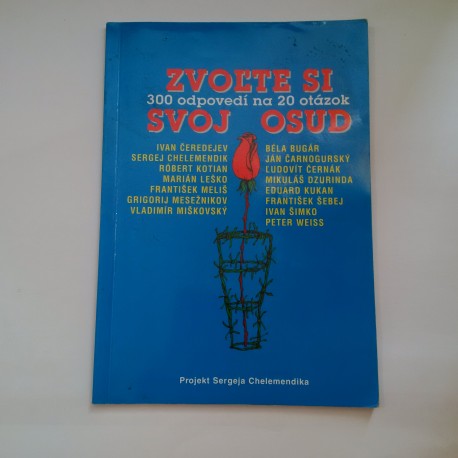 ZVOĽTE SI
300 odpovedí na 20 otázok
SVOJ OSUD
IVAN ČEREDEJEV
SERGEJ CHELEMENDIK
RÓBERT KOTIAN
MARIÁN LEŠKO
FRANTIŠEK MELIŠ
GRIGORIJ MESEŽNIKOV
VLADIMÍR MIŠKOVSKÝ
BÉLA BUGÁR
JÁN ČARNOGURSKÝ
ĽUDOVÍT ČERNÁK
MIKULÁŠ DZURINDA
EDUARD KUKAN
FRANTIŠEK ŠEBEJ
IVAN ŠIMKO
PETER WEISS
Projekt Sergeja Chelemendika